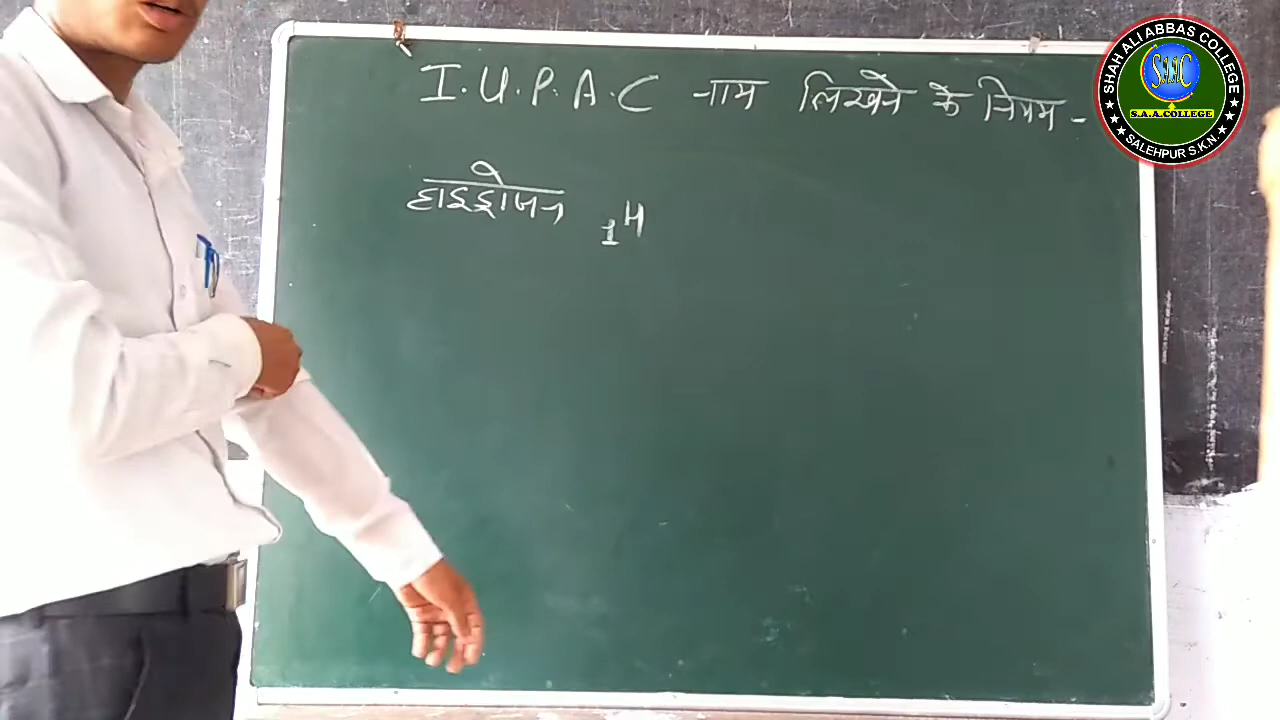 I.U.P.A.C नाम लिखने के नियम -
हाइड्रोजन ₁H
SHAH ALI ABBAS COLLEGE
SAAC
S.A.A.COLLEGE
SALEHPUR S.K.N.